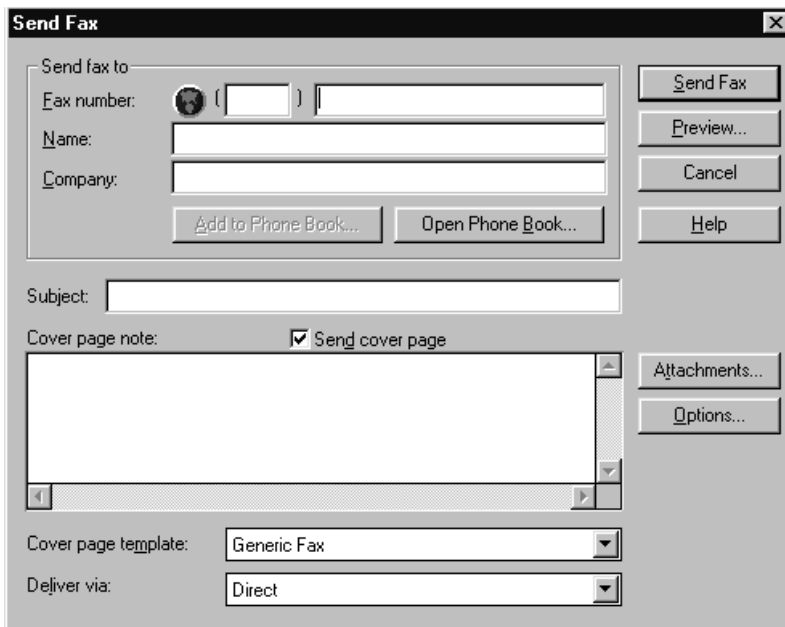 Send Fax
Send fax to
Fax number: ( )
Name:
Company:
Add to Phone Book... Open Phone Book...
Send Fax
Preview...
Cancel
Help
Subject:
Cover page note: Send cover page
Attachments...
Options...
Cover page template: Generic Fax
Deliver via: Direct